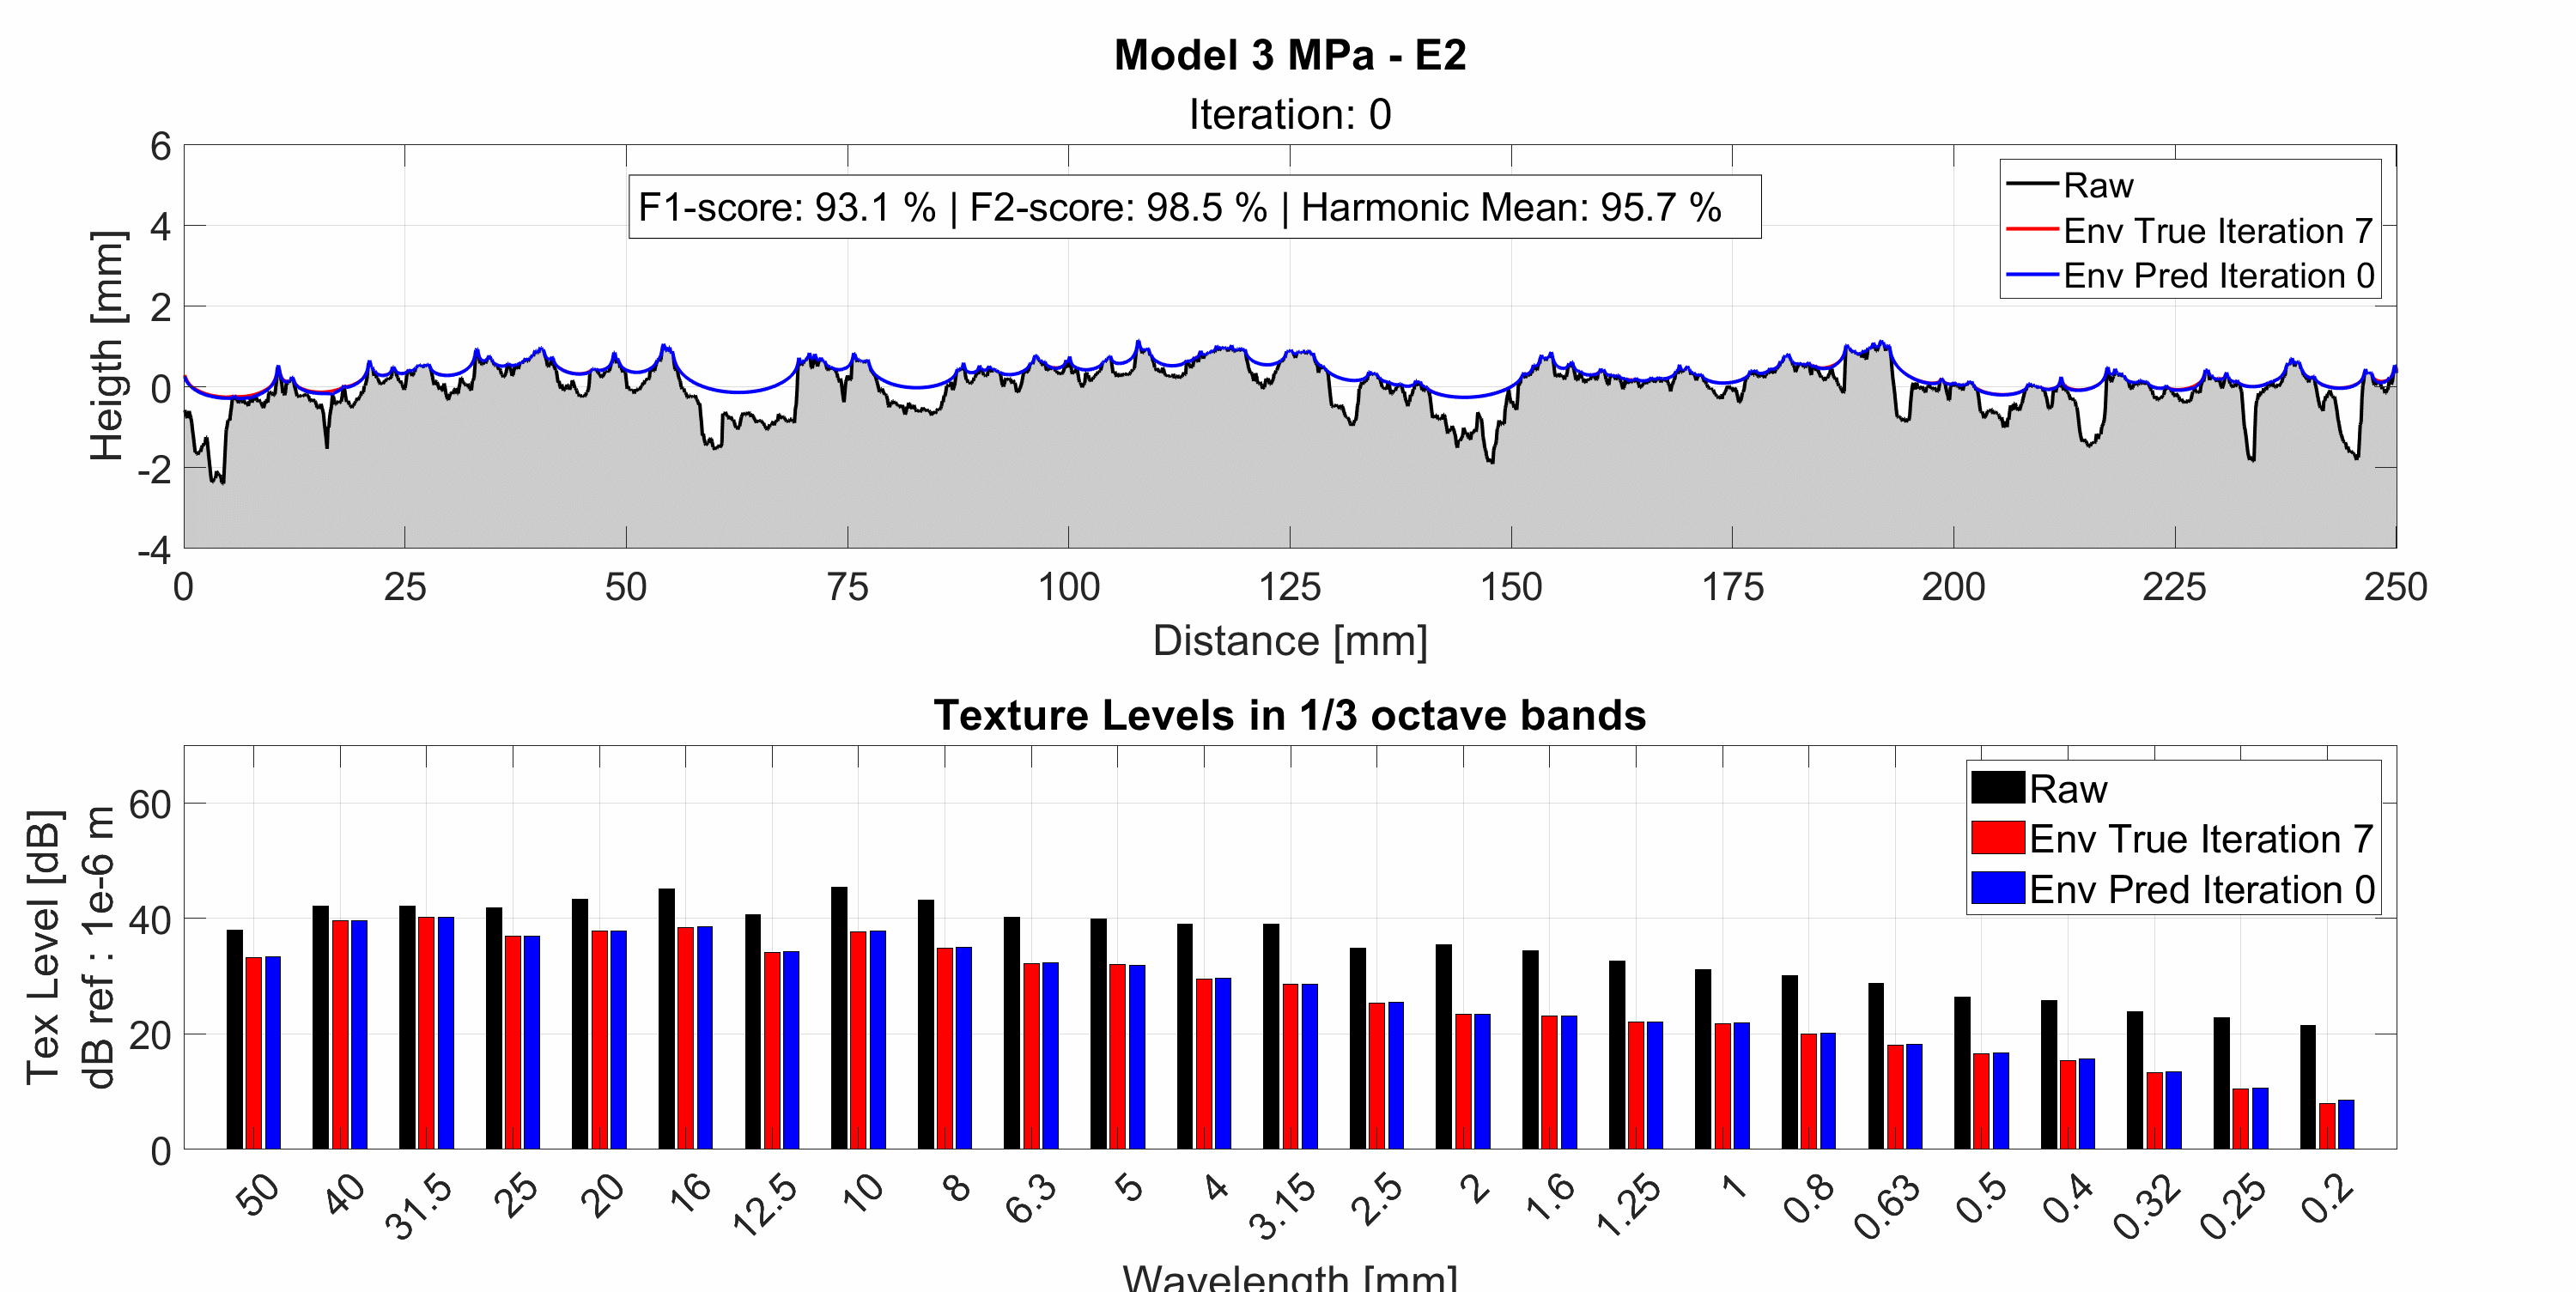 Model 3 MPa - E2
Iteration: 0
F1-score: 93.1 % | F2-score: 98.5 % | Harmonic Mean: 95.7 %
Raw
Env True Iteration 7
Env Pred Iteration 0
Heigth [mm]
6
4
2
0
-2
-4
0 25 50 75 100 125 150 175 200 225 250
Distance [mm]
Texture Levels in 1/3 octave bands
Raw
Env True Iteration 7
Env Pred Iteration 0
Tex Level [dB]
dB ref : 1e-6 m
60
40
20
0
50 40 31.5 25 20 16 12.5 10 8 6.3 5 4 3.15 2.5 2 1.6 1.25 1 0.8 0.63 0.5 0.4 0.32 0.25 0.2
Wavelength [mm]